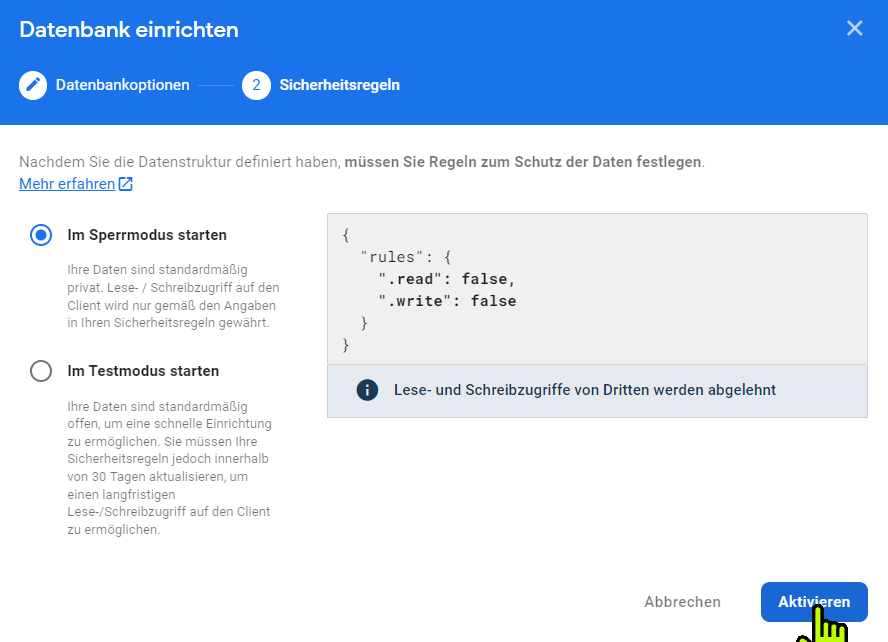 Datenbank einrichten
Datenbankoptionen
2 Sicherheitsregeln
Nachdem Sie die Datenstruktur definiert haben, müssen Sie Regeln zum Schutz der Daten festlegen.
Mehr erfahren
Im Sperrmodus starten
Ihre Daten sind standardmäßig
privat. Lese- / Schreibzugriff auf den
Client wird nur gemäß den Angaben
in Ihren Sicherheitsregeln gewährt.
Im Testmodus starten
Ihre Daten sind standardmäßig
offen, um eine schnelle Einrichtung
zu ermöglichen. Sie müssen Ihre
Sicherheitsregeln jedoch innerhalb
von 30 Tagen aktualisieren, um
einen langfristigen
Lese-/Schreibzugriff auf den Client
zu ermöglichen.
{
"rules": {
".read": false,
".write": false
}
}
Lese- und Schreibzugriffe von Dritten werden abgelehnt
Abbrechen
Aktivieren